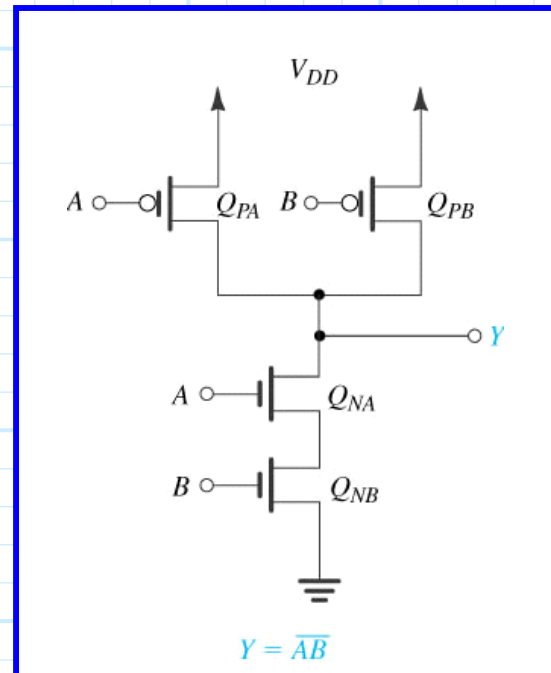 V_DD
A Q_PA B Q_PB
Y
A Q_NA
B Q_NB
Y = \overline{AB}